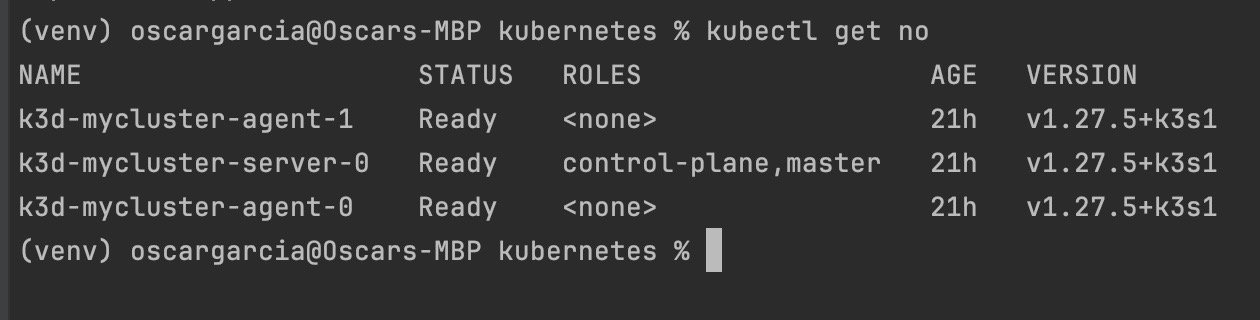 (venv) oscargarcia@Oscars-MBP kubernetes % kubectl get no
NAME STATUS ROLES AGE VERSION
k3d-mycluster-agent-1 Ready <none> 21h v1.27.5+k3s1
k3d-mycluster-server-0 Ready control-plane,master 21h v1.27.5+k3s1
k3d-mycluster-agent-0 Ready <none> 21h v1.27.5+k3s1
(venv) oscargarcia@Oscars-MBP kubernetes %